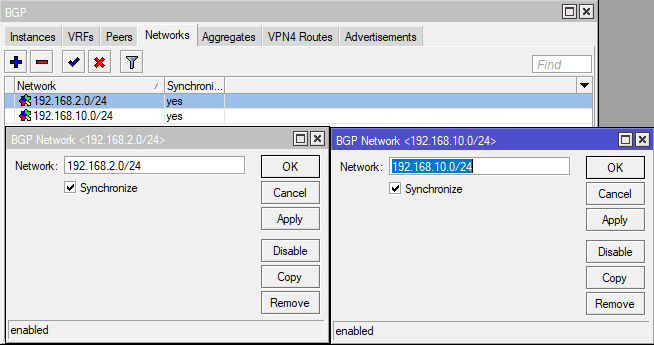 BGP
Instances VRFs Peers Networks Aggregates VPN4 Routes Advertisements
Find
Network Synchroni...
192.168.2.0/24 yes
192.168.10.0/24 yes
BGP Network <192.168.2.0/24>
Network: 192.168.2.0/24 OK
Synchronize Cancel
Apply
Disable
Copy
Remove
enabled
BGP Network <192.168.10.0/24>
Network: 192.168.10.0/24 OK
Synchronize Cancel
Apply
Disable
Copy
Remove
enabled